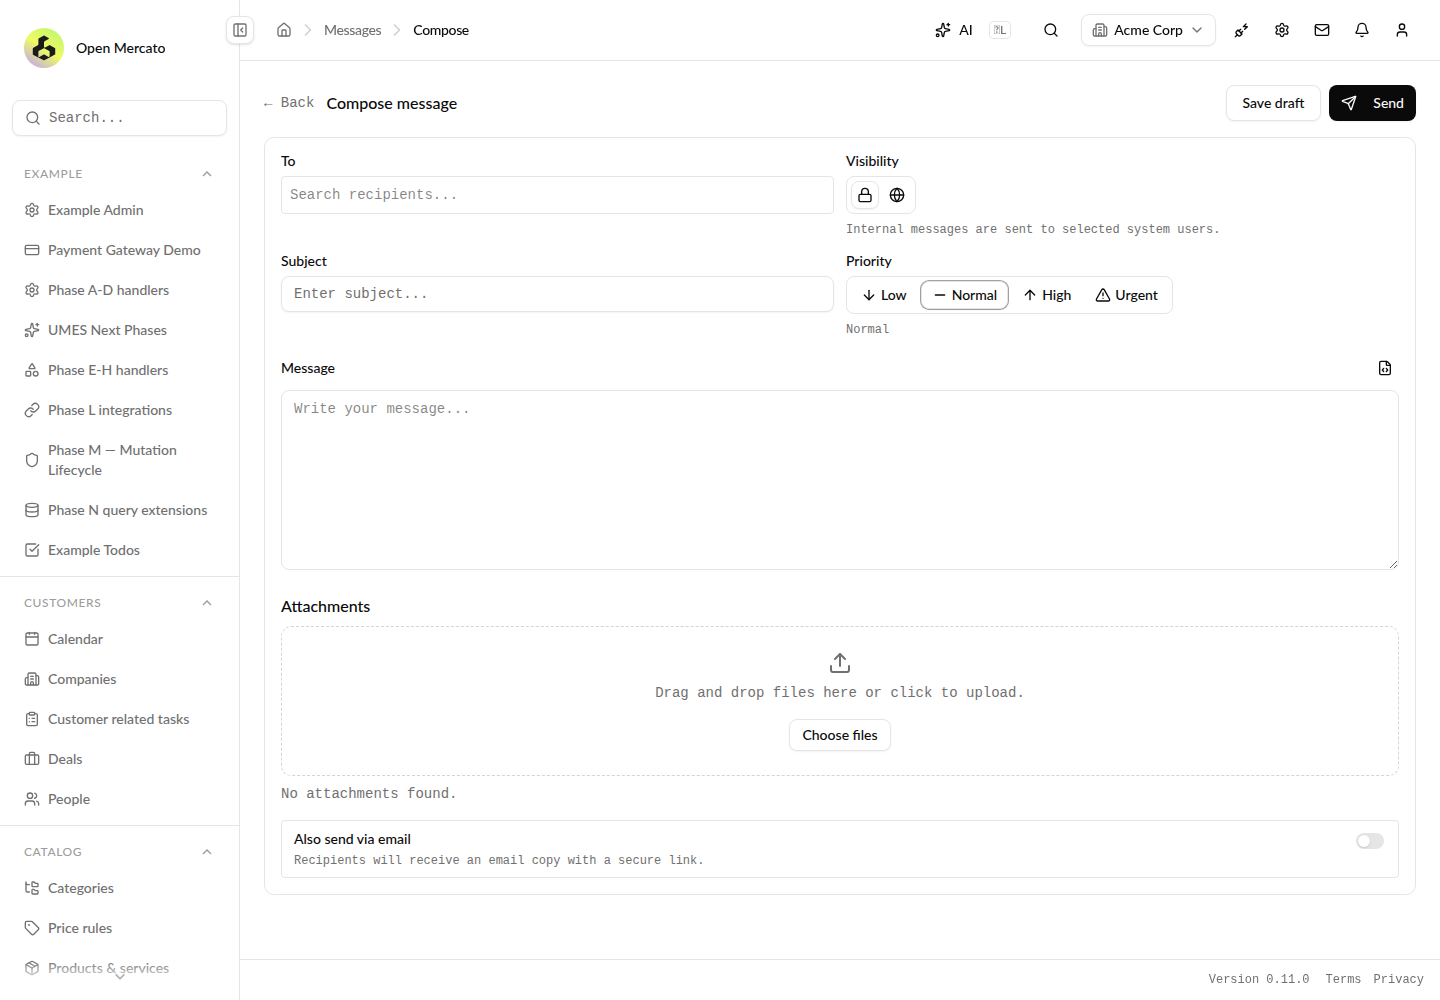 Open Mercato
Messages
Compose
AI
L
Acme Corp
Search...
← Back
Compose message
Save draft
Send
EXAMPLE
Example Admin
Payment Gateway Demo
Phase A-D handlers
UMES Next Phases
Phase E-H handlers
Phase L integrations
Phase M — Mutation
Lifecycle
Phase N query extensions
Example Todos
CUSTOMERS
Calendar
Companies
Customer related tasks
Deals
People
CATALOG
Categories
Price rules
Products & services
To
Search recipients...
Visibility
Internal messages are sent to selected system users.
Subject
Enter subject...
Priority
Low
Normal
High
Urgent
Normal
Message
Write your message...
Attachments
Drag and drop files here or click to upload.
Choose files
No attachments found.
Also send via email
Recipients will receive an email copy with a secure link.
Version 0.11.0
Terms
Privacy